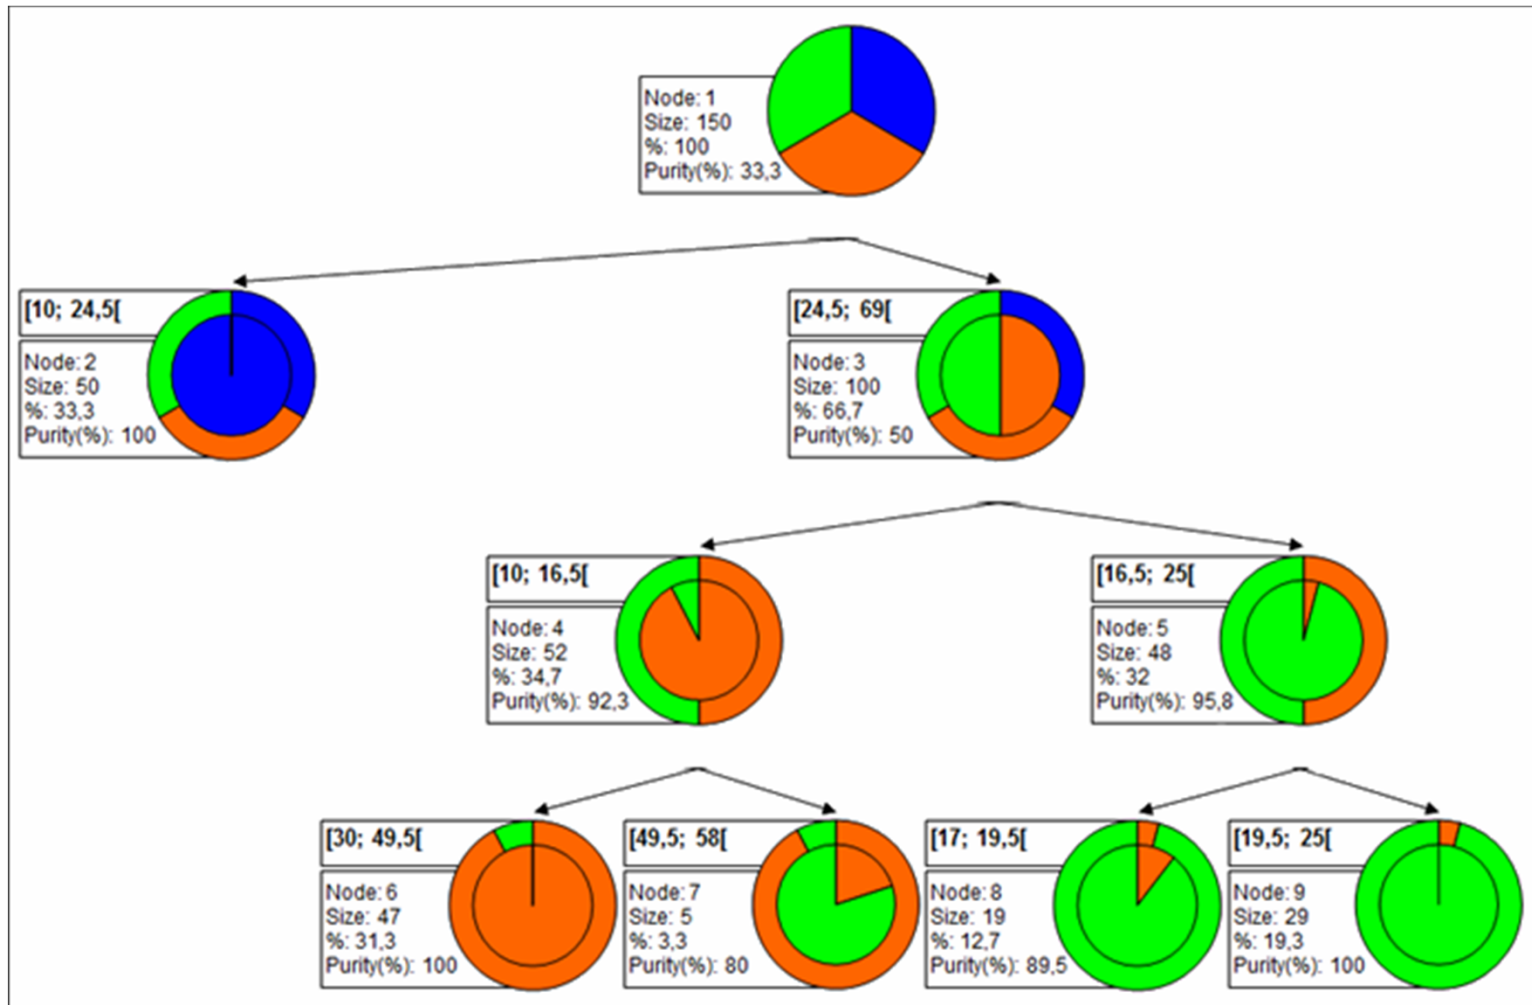 Node: 1
Size: 150
%: 100
Purity(%): 33,3
[10; 24,5[
Node: 2
Size: 50
%: 33,3
Purity(%): 100
[24,5; 69[
Node: 3
Size: 100
%: 66,7
Purity(%): 50
[10; 16,5[
Node: 4
Size: 52
%: 34,7
Purity(%): 92,3
[16,5; 25[
Node: 5
Size: 48
%: 32
Purity(%): 95,8
[30; 49,5[
Node: 6
Size: 47
%: 31,3
Purity(%): 100
[49,5; 58[
Node: 7
Size: 5
%: 3,3
Purity(%): 80
[17; 19,5[
Node: 8
Size: 19
%: 12,7
Purity(%): 89,5
[19,5; 25[
Node: 9
Size: 29
%: 19,3
Purity(%): 100